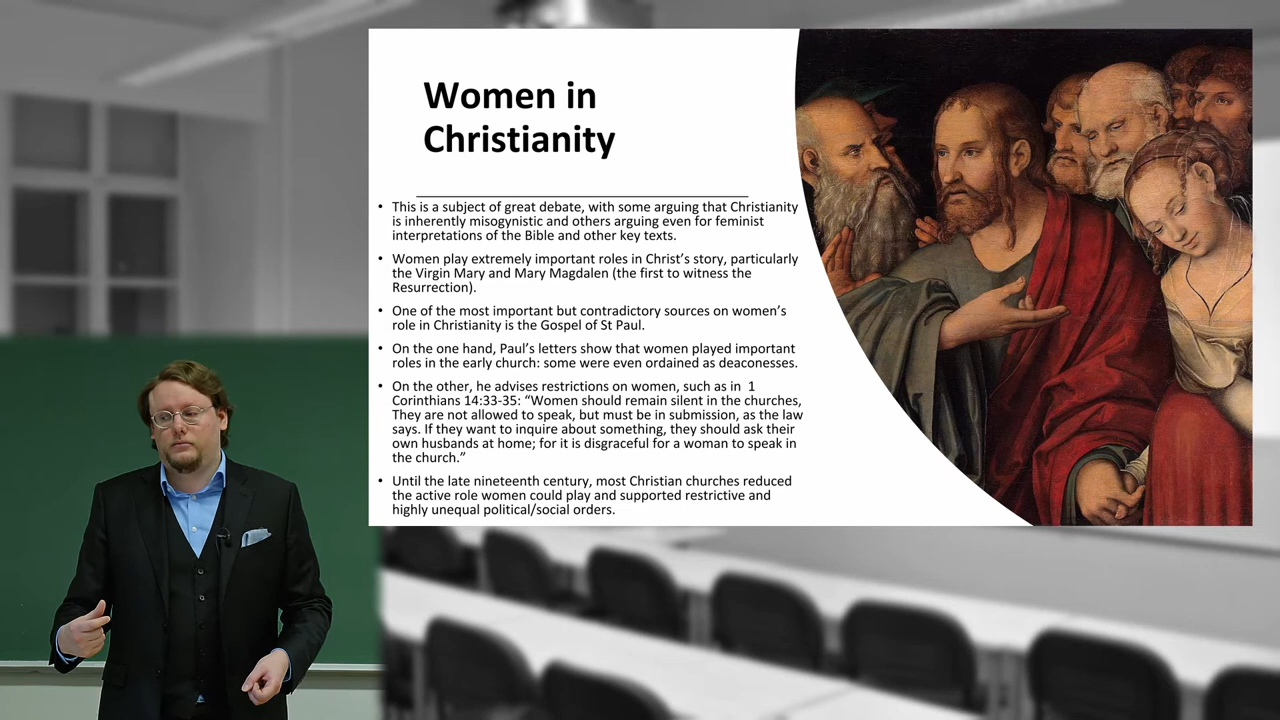 Women in
Christianity
• This is a subject of great debate, with some arguing that Christianity
is inherently misogynistic and others arguing even for feminist
interpretations of the Bible and other key texts.
• Women play extremely important roles in Christ's story, particularly
the Virgin Mary and Mary Magdalen (the first to witness the
Resurrection).
• One of the most important but contradictory sources on women's
role in Christianity is the Gospel of St Paul.
• On the one hand, Paul's letters show that women played important
roles in the early church: some were even ordained as deaconesses.
• On the other, he advises restrictions on women, such as in  1
Corinthians 14:33-35: “Women should remain silent in the churches,
They are not allowed to speak, but must be in submission, as the law
says. If they want to inquire about something, they should ask their
own husbands at home; for it is disgraceful for a woman to speak in
the church.”
• Until the late nineteenth century, most Christian churches reduced
the active role women could play and supported restrictive and
highly unequal political/social orders.